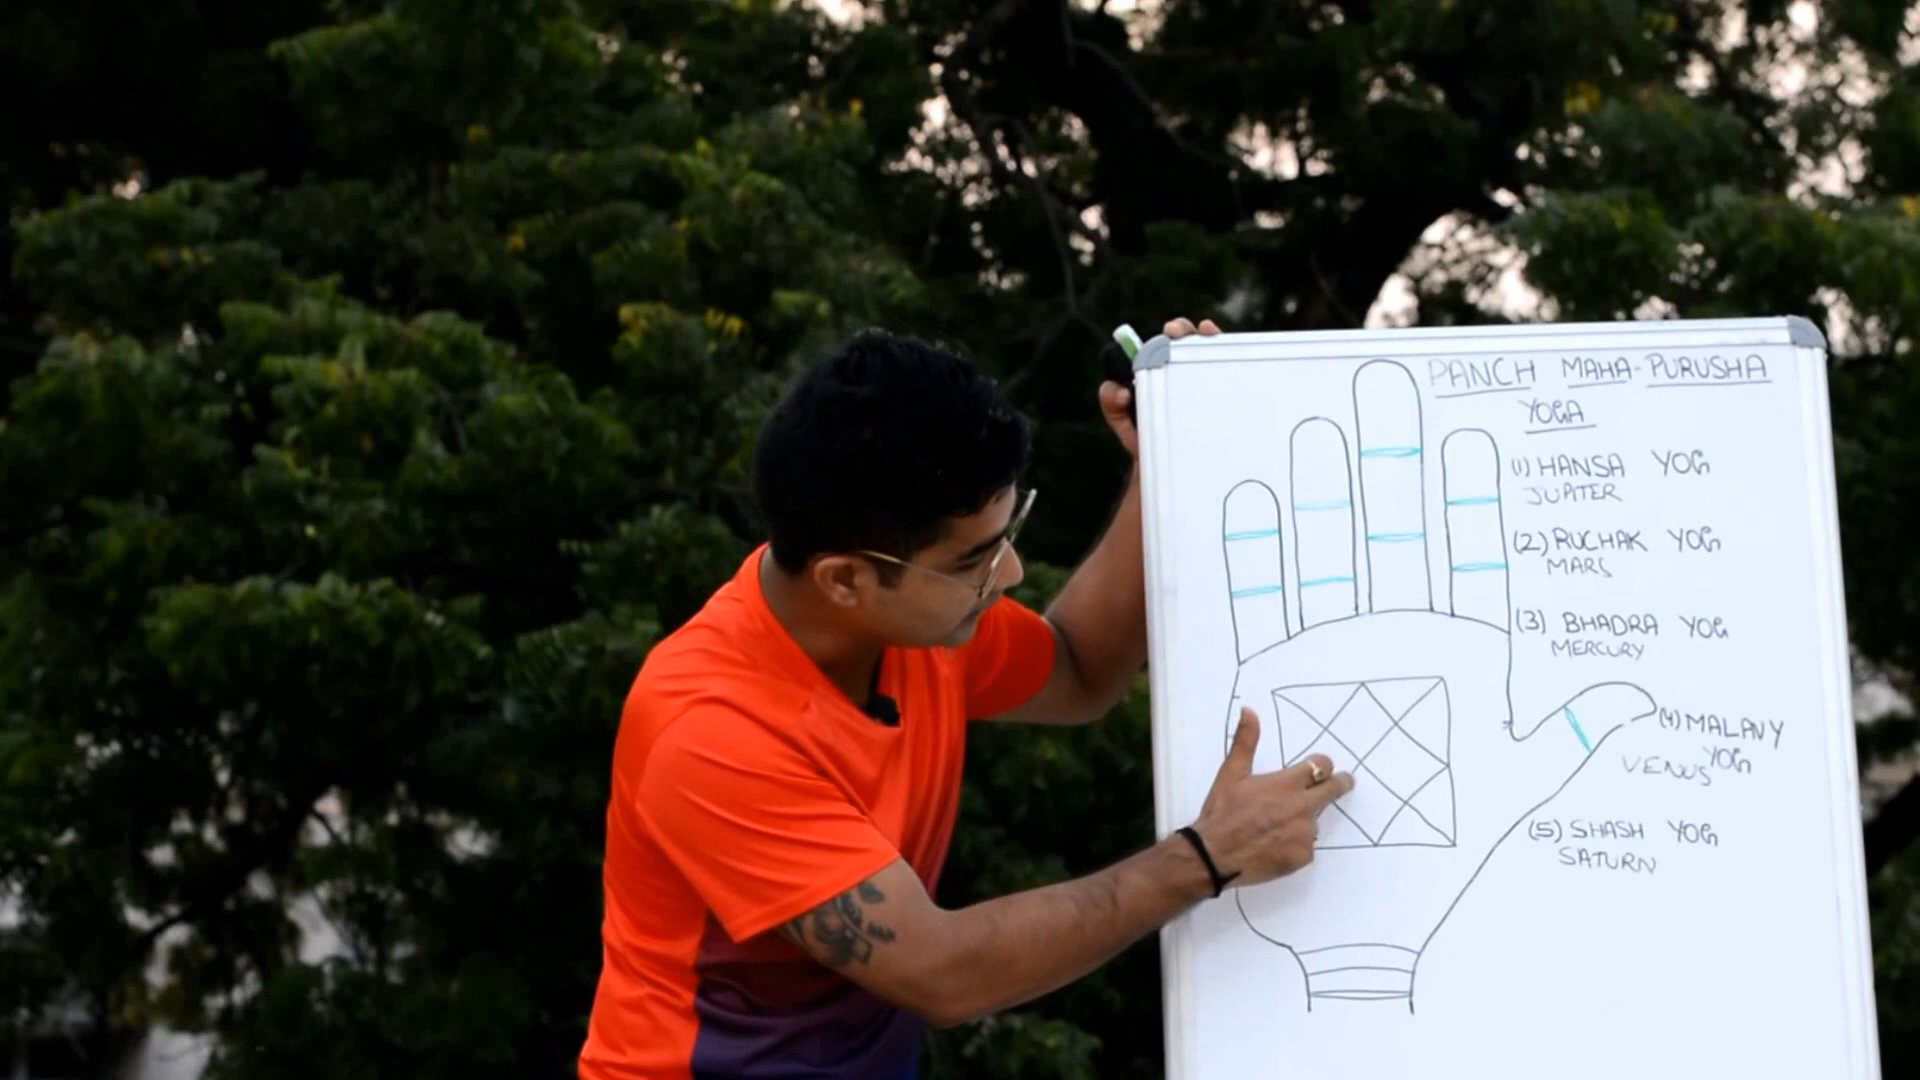 PANCH MAHA-PURUSHA
YOGA
(1) HANSA YOG
JUPITER
(2) RUCHAK YOG
MARS
(3) BHADRA YOG
MERCURY
(4) MALAVY
YOG
VENUS
(5) SHASH YOG
SATURN